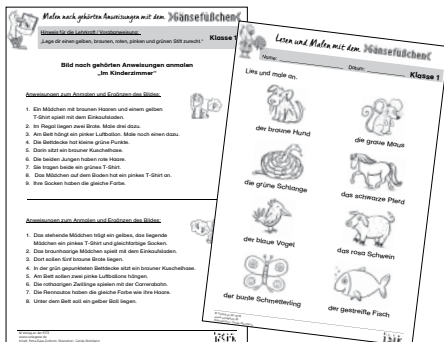 Malen nach gehörten Anweisungen mit dem Gänsefüßchen
Hinweis für die Lehrkraft / Vorabanweisung:
„Lege dir einen gelben, braunen, roten, pinken und grünen Stift zurecht."
Klasse 1
Bild nach gehörten Anweisungen anmalen
„Im Kinderzimmer"
Anweisungen zum Anmalen und Ergänzen des Bildes:
1. Ein Mädchen mit braunen Haaren und einem gelben
T-Shirt spielt mit dem Einkaufsladen.
2. Im Regal liegen zwei Brote. Male drei dazu.
3. Am Bett hängt ein pinker Luftballon. Male noch einen dazu.
4. Die Bettdecke hat kleine grüne Punkte.
5. Darin sitzt ein brauner Kuschelhase.
6. Die beiden Jungen haben rote Haare.
7. Sie tragen beide ein grünes T-Shirt.
8. Das Mädchen auf dem Boden hat ein pinkes T-Shirt an.
9. Ihre Socken haben die gleiche Farbe.
Anweisungen zum Anmalen und Ergänzen des Bildes:
1. Das stehende Mädchen trägt ein gelbes, das liegende
Mädchen ein pinkes T-Shirt und gleichfarbige Socken.
2. Das braunhaarige Mädchen spielt mit dem Einkaufsladen.
3. Dort sollen fünf braune Brote liegen.
4. In der grün gepunkteten Bettdecke sitzt ein brauner Kuschelhase.
5. Am Bett sollen zwei pinke Luftballons hängen.
6. Die rothaarigen Zwillinge spielen mit der Carrerabahn.
7. Die Rennautos haben die gleiche Farbe wie ihre Haare.
8. Unter dem Bett soll ein gelber Ball liegen.
Lesen und Malen mit dem Gänsefüßchen
Name:
Datum:
Klasse 1
Lies und male an.
der braune Hund
die graue Maus
die grüne Schlange
das schwarze Pferd
der blaue Vogel
das rosa Schwein
der bunte Schmetterling
der gestreifte Fisch